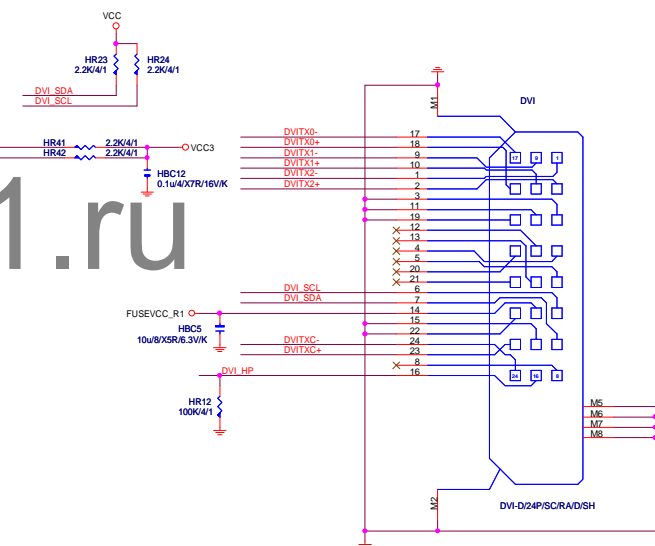 VCC
HR23
2.2K/4/1
HR24
2.2K/4/1
DVI_SDA
DVI_SCL
HR41 2.2K/4/1
HR42 2.2K/4/1
VCC3
HBC12
0.1u/4/X7R/16V/K
1.ru
M1
DVI
DVITX0- 17
DVITX0+ 18
DVITX1- 9
DVITX1+ 10
DVITX2- 1
DVITX2+ 2
3
11
19
12
13
4
5
20
21
DVI_SCL 6
DVI_SDA 7
FUSEVCC_R1 14
15
22
DVITXC- 24
DVITXC+ 23
8
DVI_HP 16
HBC5
10u/8/X5R/6.3V/K
HR12
100K/4/1
17 9 1
24 16 8
M5
M6
M7
M8
M2
DVI-D/24P/SC/RA/D/SH